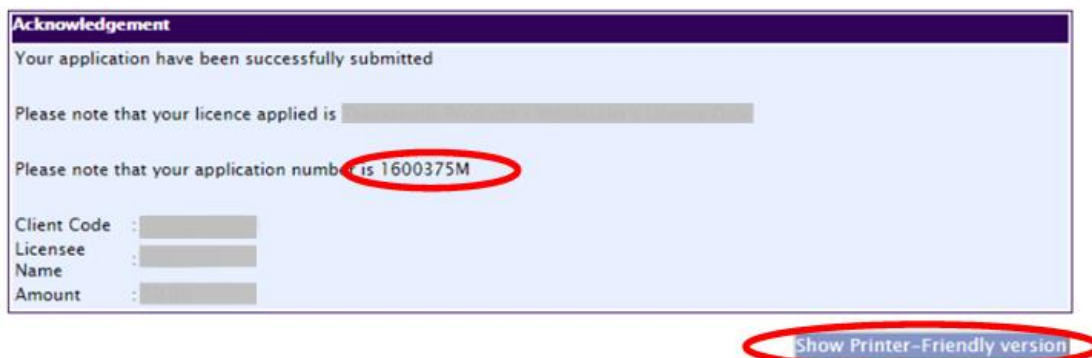 Acknowledgement
Your application have been successfully submitted
Please note that your licence applied is
Please note that your application number is 1600375M
Client Code :
Licensee
Name :
Amount :
Show Printer-Friendly version